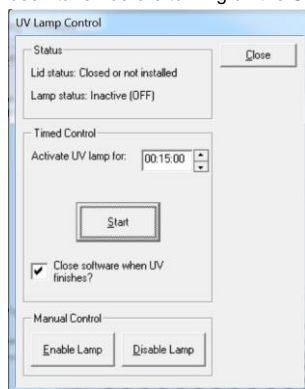 UV Lamp Control
Status
Close
Lid status: Closed or not installed
Lamp status: Inactive (OFF)
Timed Control
Activate UV lamp for: 00:15:00
Start
Close software when UV
finishes?
Manual Control
Enable Lamp
Disable Lamp